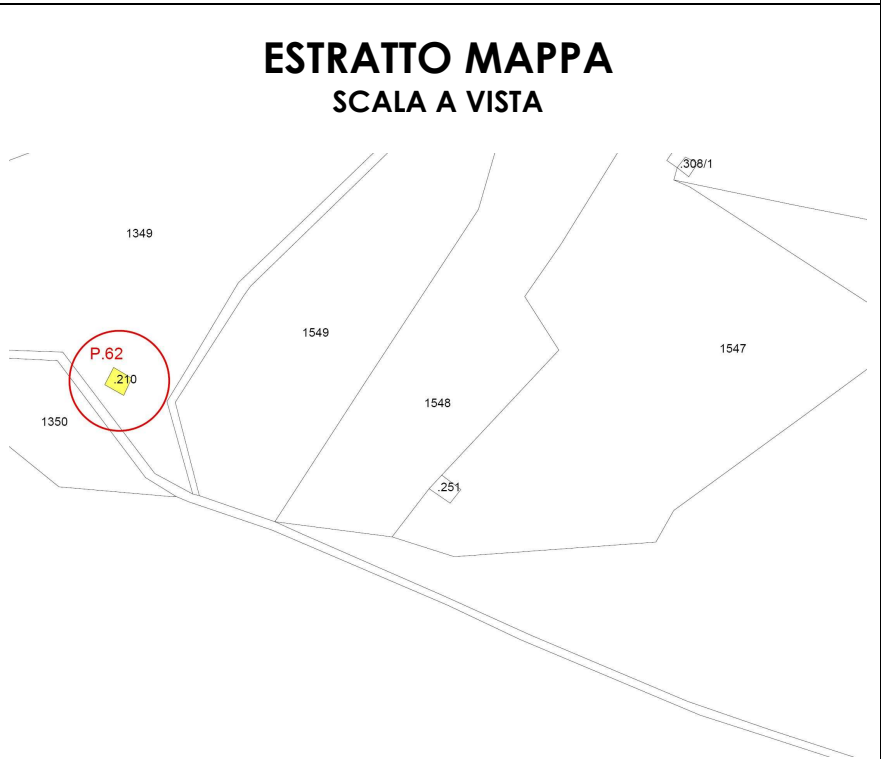 ESTRATTO MAPPA
SCALA A VISTA
.308/1
1349
1549
1547
P.62
.210
1548
1350
.251